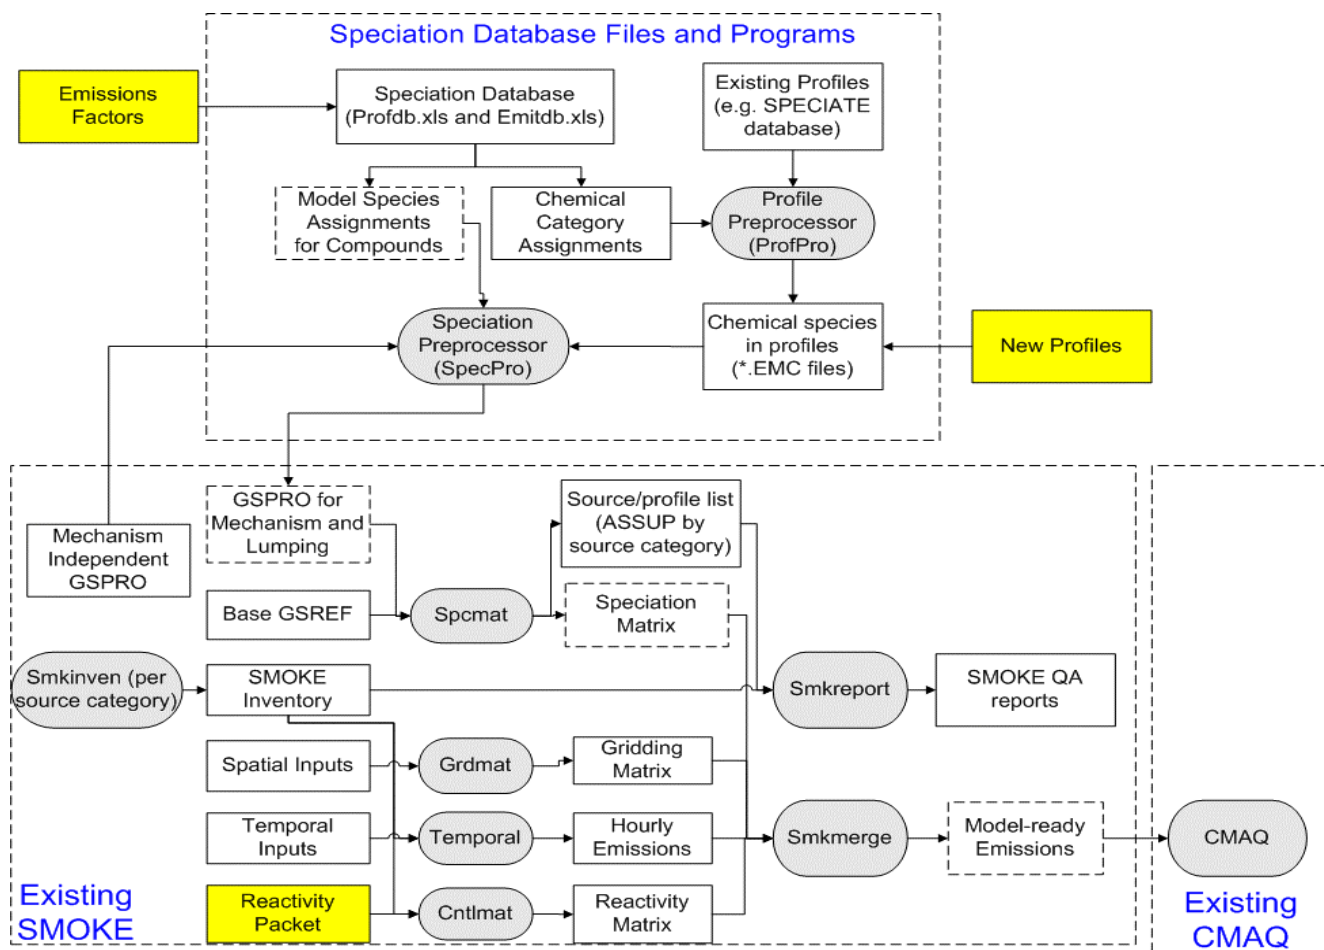 Speciation Database Files and Programs
Emissions
Factors
Speciation Database
(Profdb.xls and Emitdb.xls)
Existing Profiles
(e.g. SPECIATE
database)
Model Species
Assignments
for Compounds
Chemical
Category
Assignments
Profile
Preprocessor
(ProfPro)
Speciation
Preprocessor
(SpecPro)
Chemical species
in profiles
(*.EMC files)
New Profiles
Mechanism
Independent
GSPRO
GSPRO for
Mechanism and
Lumping
Source/profile list
(ASSUP by
source category)
Base GSREF
Spcmat
Speciation
Matrix
Smkinven (per
source category)
SMOKE
Inventory
Smkreport
SMOKE QA
reports
Spatial Inputs
Grdmat
Gridding
Matrix
Temporal
Inputs
Temporal
Hourly
Emissions
Smkmerge
Model-ready
Emissions
CMAQ
Reactivity
Packet
Cntlmat
Reactivity
Matrix
Existing
SMOKE
Existing
CMAQ